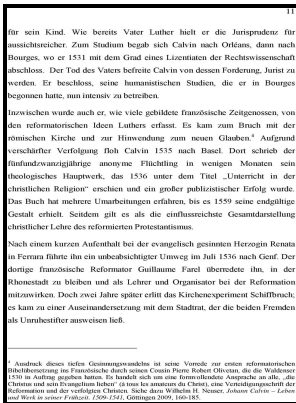 11
für sein Kind. Wie bereits Vater Luther hielt er die Jurisprudenz für
aussichtsreicher. Zum Studium begab sich Calvin nach Orléans, dann nach
Bourges, wo er 1531 mit dem Grad eines Lizentiaten der Rechtswissenschaft
abschloss. Der Tod des Vaters befreite Calvin von dessen Forderung, Jurist zu
werden. Er beschloss, seine humanistischen Studien, die er in Bourges
begonnen hatte, nun intensiv zu betreiben.
Inzwischen wurde auch er, wie viele gebildete französische Zeitgenossen, von
den reformatorischen Ideen Luthers erfasst. Es kam zum Bruch mit der
römischen Kirche und zur Hinwendung zum neuen Glauben.⁴ Aufgrund
verschärfter Verfolgung floh Calvin 1535 nach Basel. Dort schrieb der
fünfundzwanzigjährige anonyme Flüchtling in wenigen Monaten sein
theologisches Hauptwerk, das 1536 unter dem Titel „Unterricht in der
christlichen Religion“ erschien und ein großer publizistischer Erfolg wurde.
Das Buch hat mehrere Umarbeitungen erfahren, bis es 1559 seine endgültige
Gestalt erhielt. Seitdem gilt es als die einflussreichste Gesamtdarstellung
christlicher Lehre des reformierten Protestantismus.
Nach einem kurzen Aufenthalt bei der evangelisch gesinnten Herzogin Renata
in Ferrara führte ihn ein unbeabsichtigter Umweg im Juli 1536 nach Genf. Der
dortige französische Reformator Guillaume Farel überredete ihn, in der
Rhonestadt zu bleiben und als Lehrer und Organisator bei der Reformation
mitzuwirken. Doch zwei Jahre später erlitt das Kirchenexperiment Schiffbruch;
es kam zu einer Auseinandersetzung mit dem Stadtrat, der die beiden Fremden
als Unruhestifter ausweisen ließ.
⁴ Ausdruck dieses tiefen Gesinnungswandelns ist seine Vorrede zur ersten reformatorischen
Bibelübersetzung ins Französische durch seinen Cousin Pierre Robert Olivetan, die die Waldenser
1530 in Auftrag gegeben hatten. Es handelt sich um eine formvollendete Ansprache an alle, „die
Christus und sein Evangelium lieben“ (à tous les amateurs du Christ), eine Verteidigungsschrift der
Reformation und der verfolgten Christen. Siehe dazu Wilhelm H. Neuser, Johann Calvin – Leben
und Werk in seiner Frühzeit, 1509-1541, Göttingen 2009, 160-185.